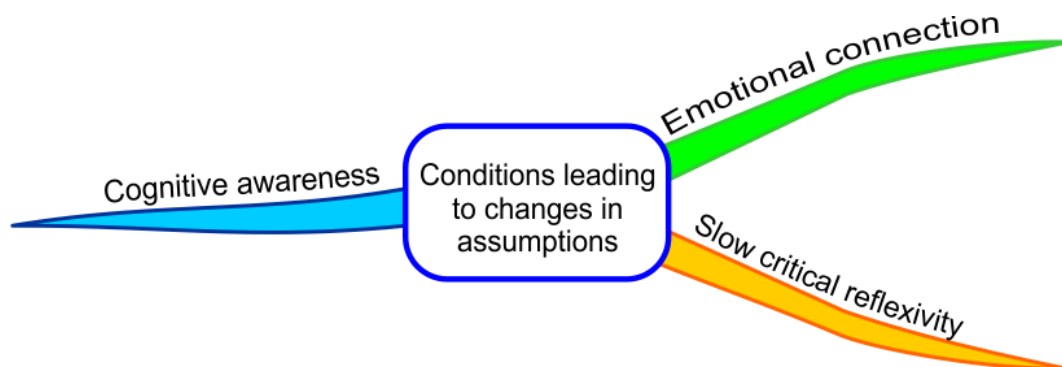 Emotional connection
Cognitive awareness
Conditions leading
to changes in
assumptions
Slow critical reflexivity